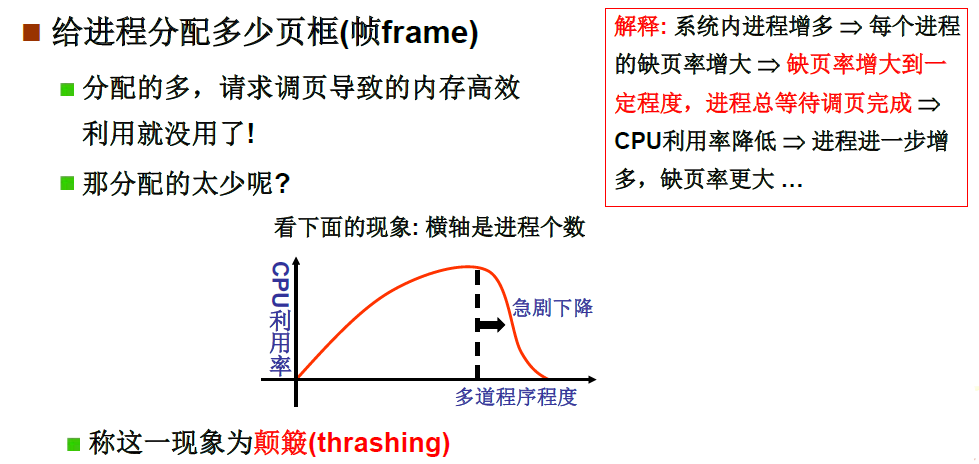 给进程分配多少页框(帧frame)
分配的多，请求调页导致的内存高效
利用就没用了!
那分配的太少呢?
解释: 系统内进程增多 ⇒ 每个进程
的缺页率增大 ⇒ 缺页率增大到一
定程度，进程总等待调页完成 ⇒
CPU利用率降低 ⇒ 进程进一步增
多，缺页率更大 ...
看下面的现象: 横轴是进程个数
CPU利用率
急剧下降
多道程序程度
称这一现象为颠簸(thrashing)